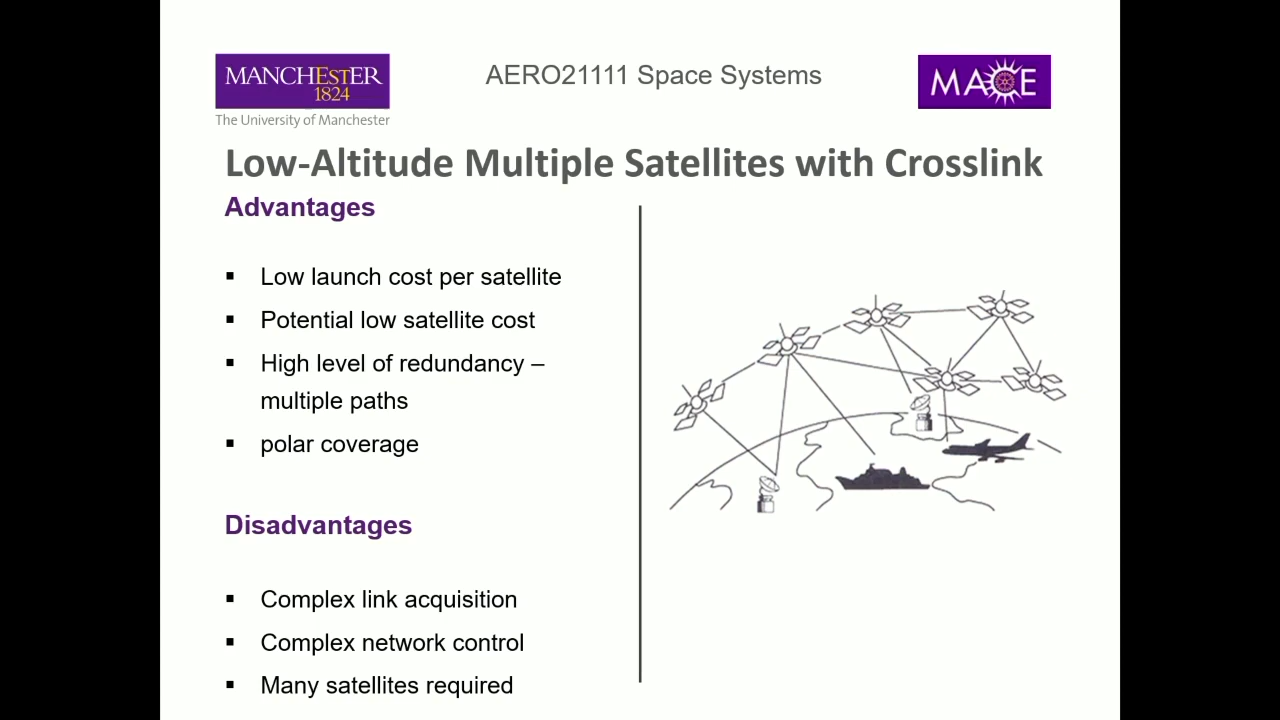 MANCHESTER
1824
The University of Manchester
AERO21111 Space Systems
MACE
Low-Altitude Multiple Satellites with Crosslink
Advantages
▪ Low launch cost per satellite
▪ Potential low satellite cost
▪ High level of redundancy –
multiple paths
▪ polar coverage
Disadvantages
▪ Complex link acquisition
▪ Complex network control
▪ Many satellites required